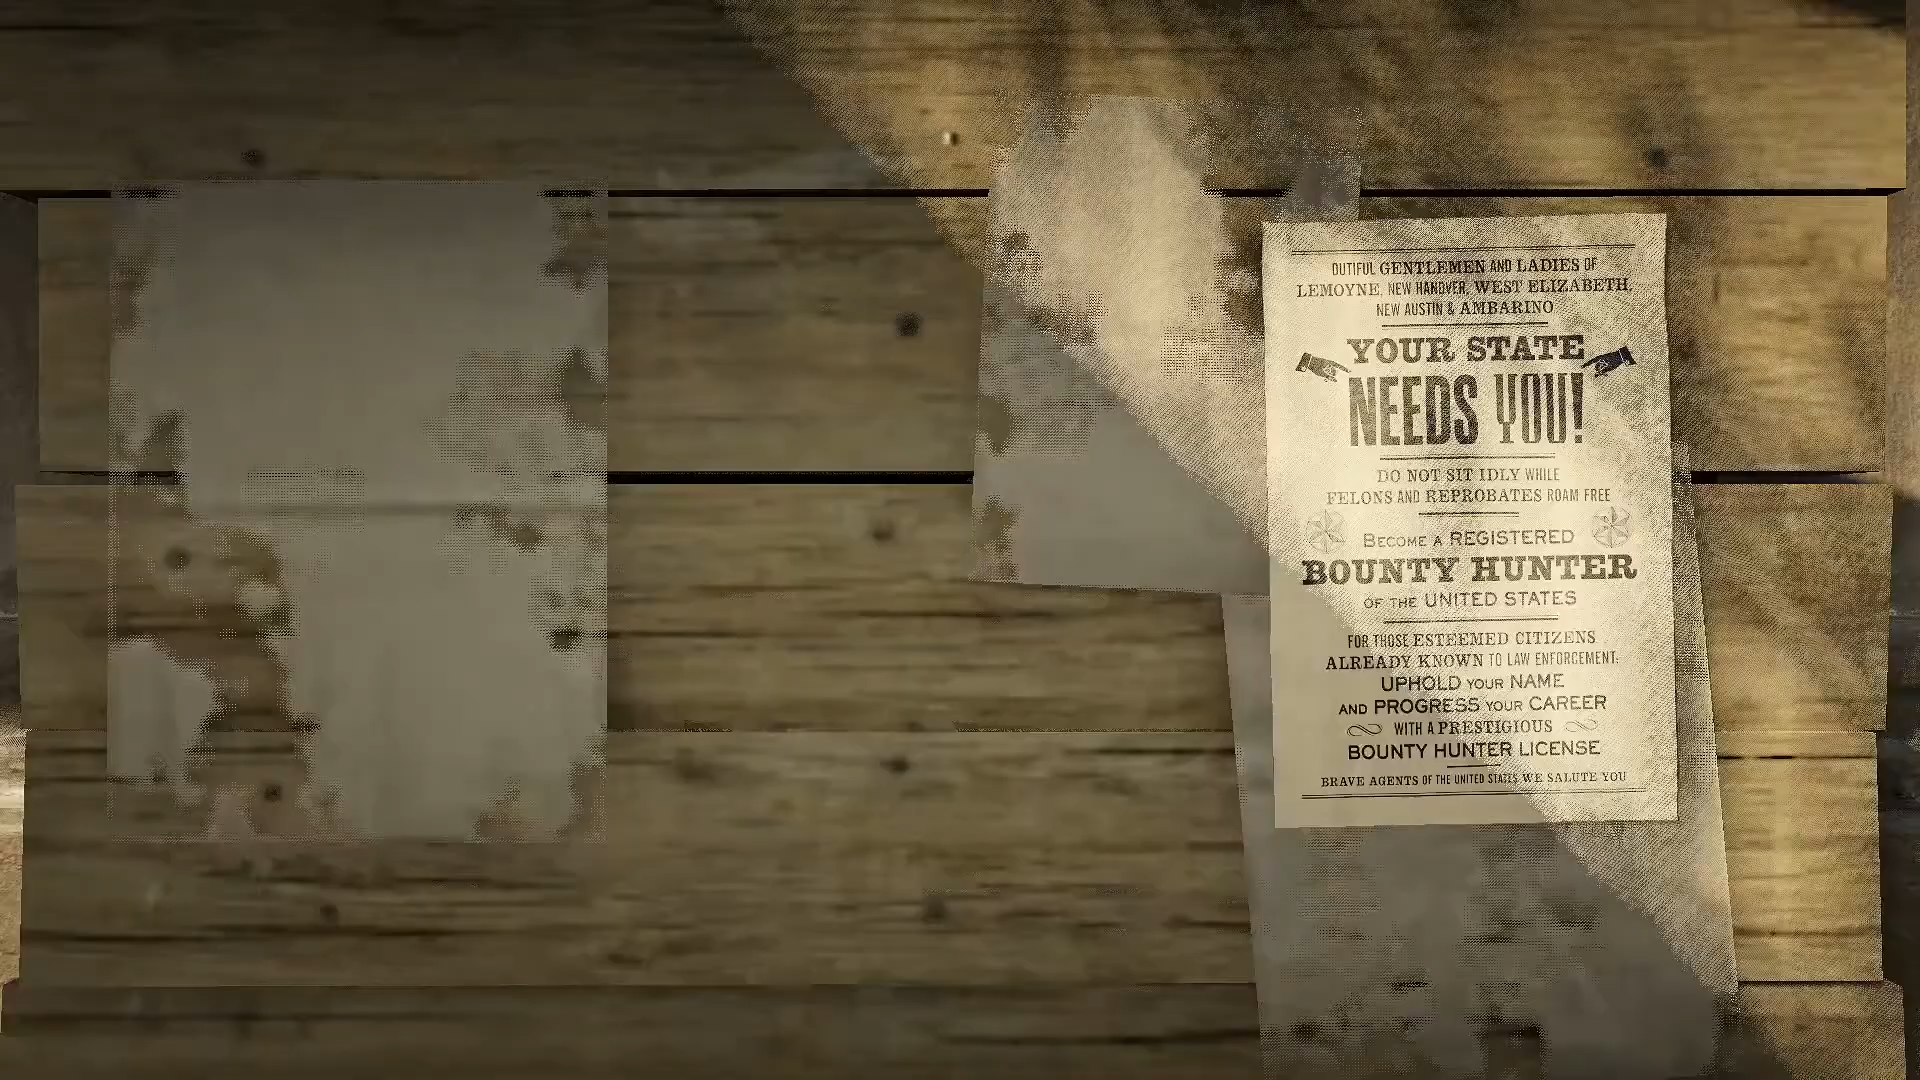 DUTIFUL GENTLEMEN AND LADIES OF
LEMOYNE, NEW HANOVER, WEST ELIZABETH,
NEW AUSTIN & AMBARINO
YOUR STATE
NEEDS YOU!
DO NOT SIT IDLY WHILE
FELONS AND REPROBATES ROAM FREE
BECOME A REGISTERED
BOUNTY HUNTER
OF THE UNITED STATES
FOR THOSE ESTEEMED CITIZENS
ALREADY KNOWN TO LAW ENFORCEMENT:
UPHOLD YOUR NAME
AND PROGRESS YOUR CAREER
WITH A PRESTIGIOUS
BOUNTY HUNTER LICENSE
BRAVE AGENTS OF THE UNITED STATES WE SALUTE YOU